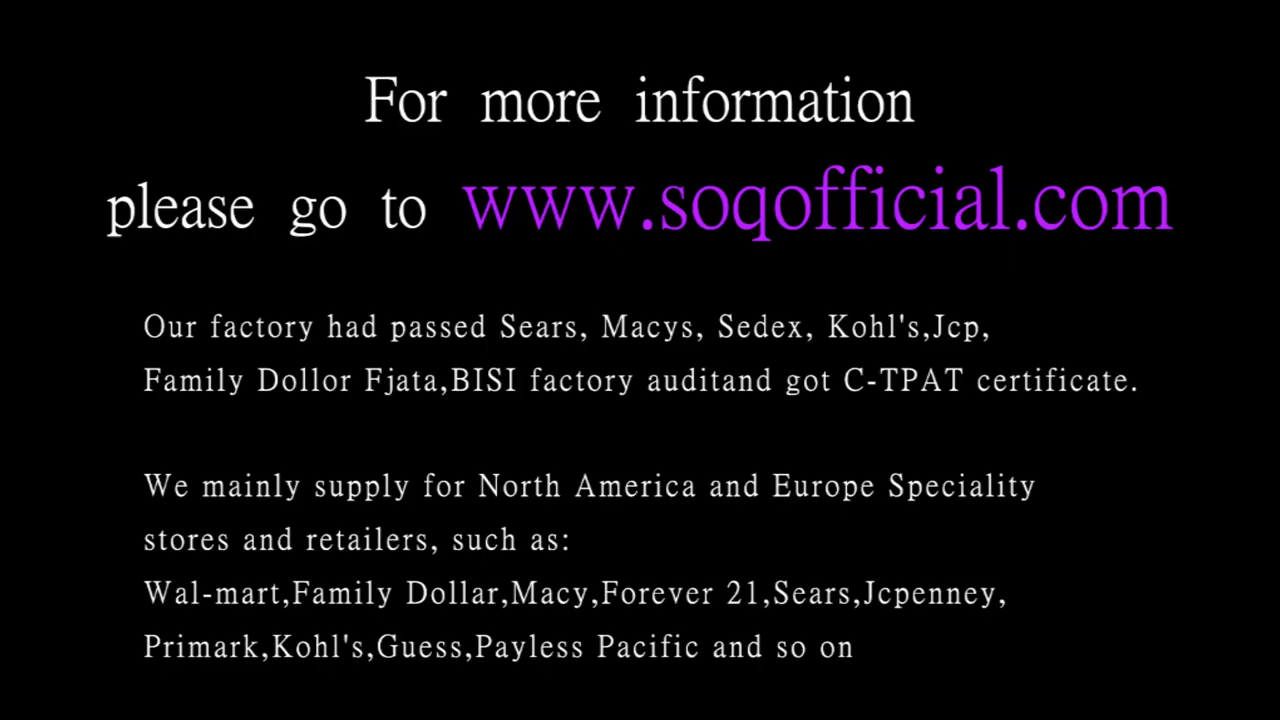 For more information
please go to www.soqofficial.com
Our factory had passed Sears, Macys, Sedex, Kohl's,Jcp,
Family Dollor Fjata,BISI factory auditand got C-TPAT certificate.
We mainly supply for North America and Europe Speciality
stores and retailers, such as:
Wal-mart,Family Dollar,Macy,Forever 21,Sears,Jcpenney,
Primark,Kohl's,Guess,Payless Pacific and so on